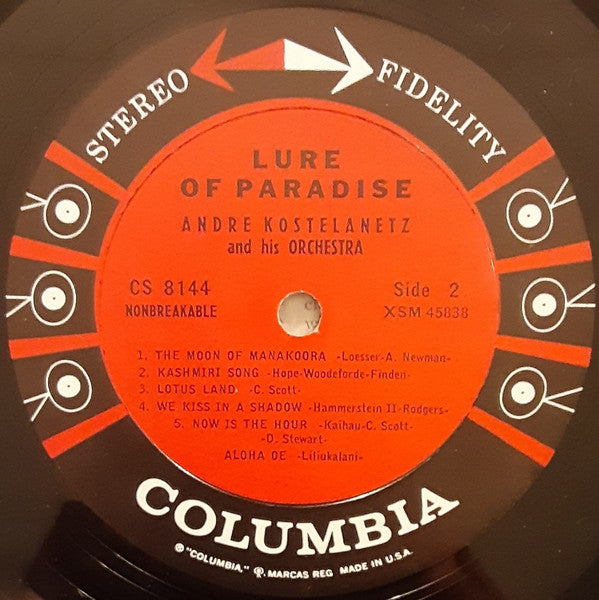 STEREO FIDELITY
LURE
OF PARADISE
ANDRE KOSTELANETZ
and his ORCHESTRA
CS 8144
NONBREAKABLE
Side 2
XSM 45838
1. THE MOON OF MANAKOORA -Loesser-A. Newman-
2. KASHMIRI SONG -Hope-Woodeforde-Finden-
3. LOTUS LAND -C. Scott-
4. WE KISS IN A SHADOW -Hammerstein II-Rodgers-
5. NOW IS THE HOUR -Kaihau-C. Scott-
-D. Stewart-
ALOHA OE -Liliukalani-
COLUMBIA
® "COLUMBIA," MARCAS REG MADE IN U.S.A.